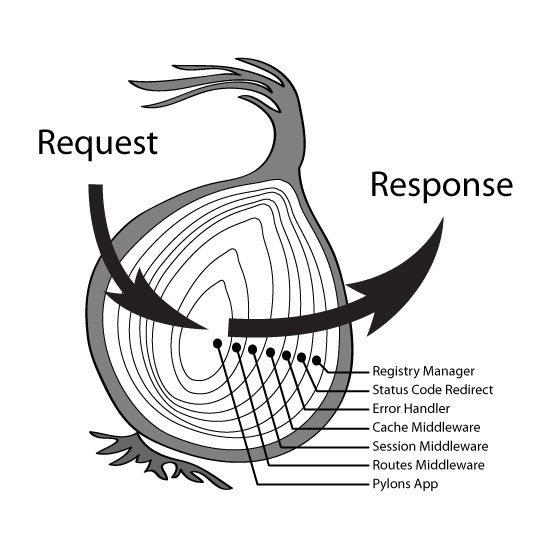 Request
Response
Registry Manager
Status Code Redirect
Error Handler
Cache Middleware
Session Middleware
Routes Middleware
Pylons App